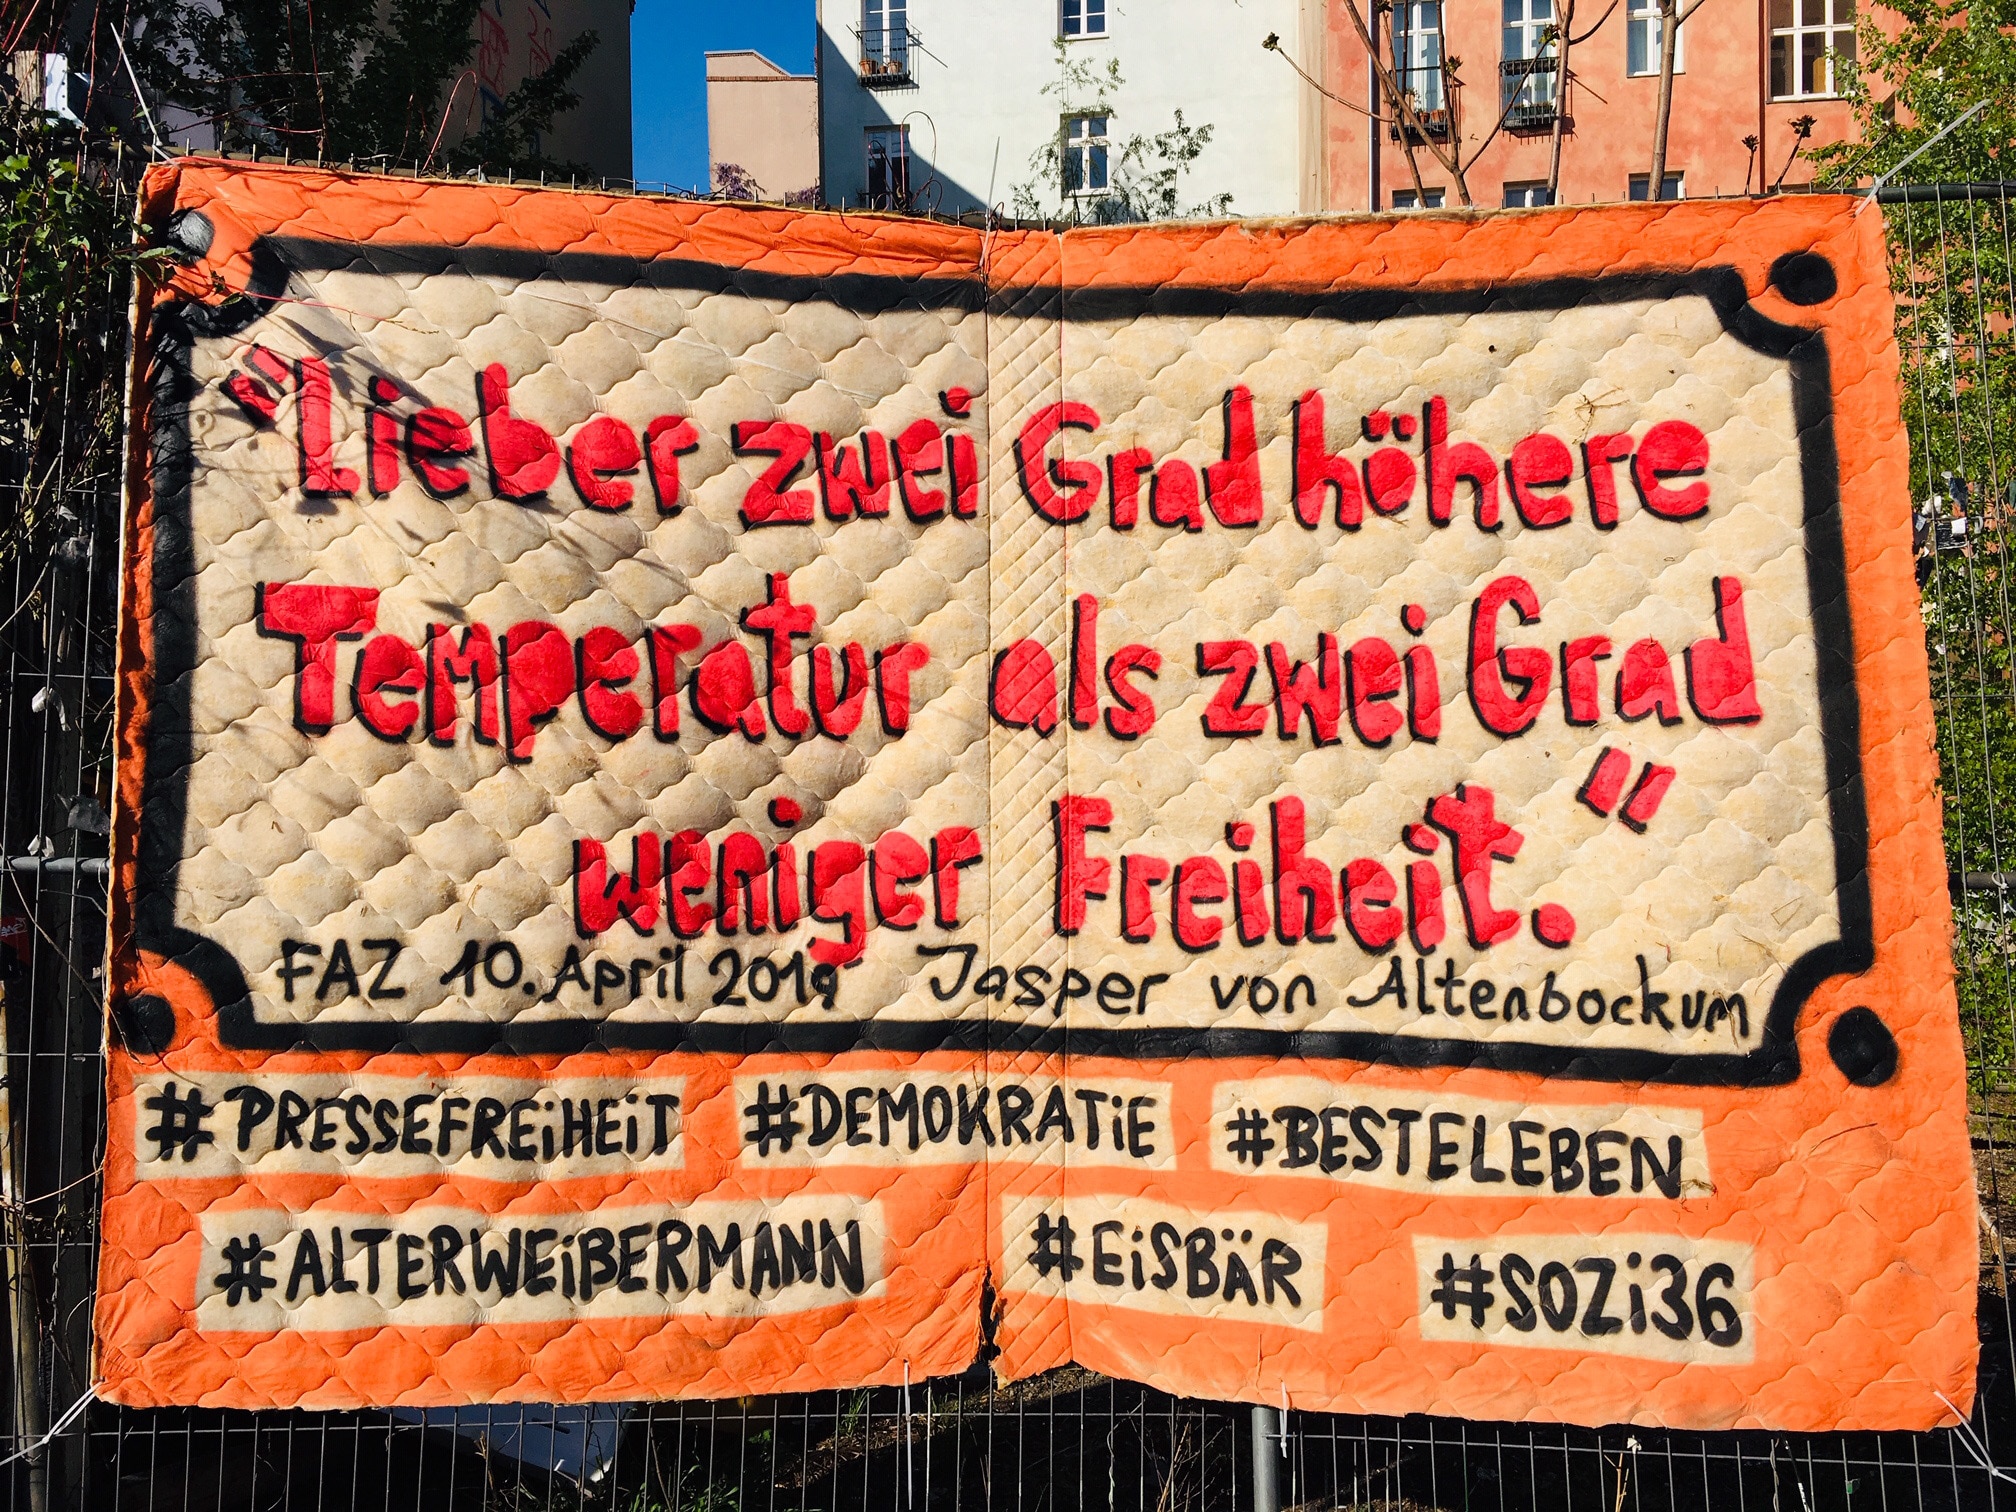 "Lieber zwei Grad höhere
Temperatur als zwei Grad
weniger Freiheit."
FAZ 10. April 2019 Jasper von Altenbockum
#PRESSEFREiHEiT #DEMOKRATiE #BESTELEBEN
#ALTERWEißERMANN #EiSBÄR #SOZi36